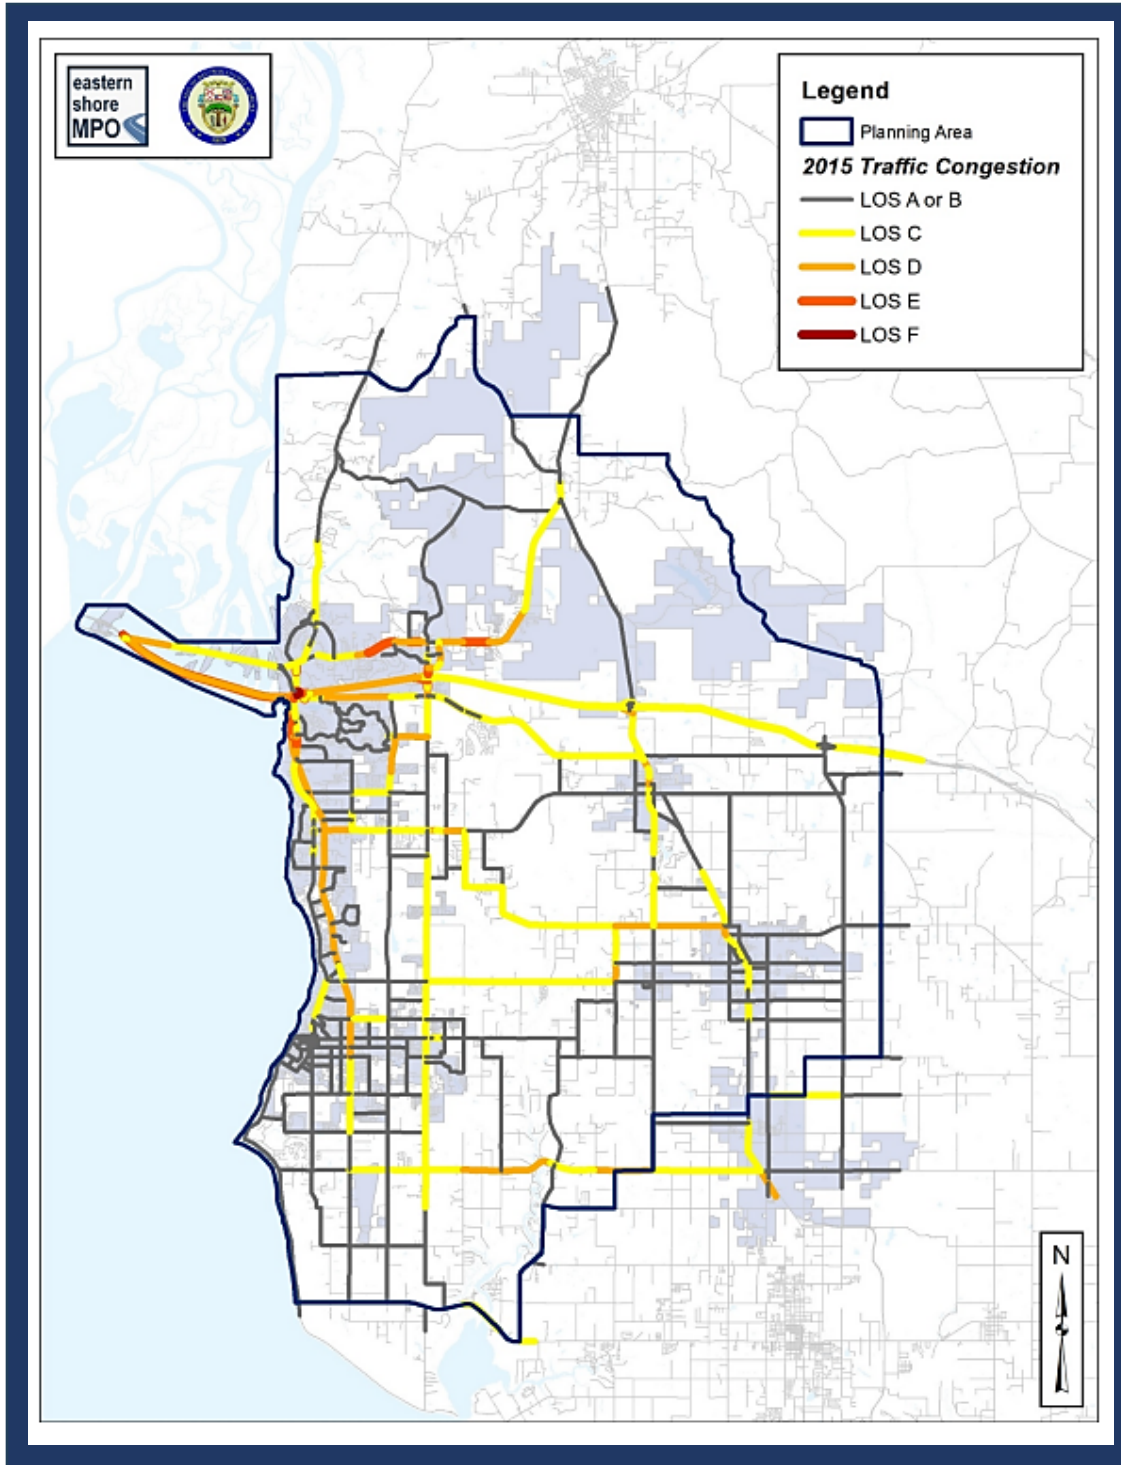 eastern
shore
MPO
Legend
Planning Area
2015 Traffic Congestion
LOS A or B
LOS C
LOS D
LOS E
LOS F
N